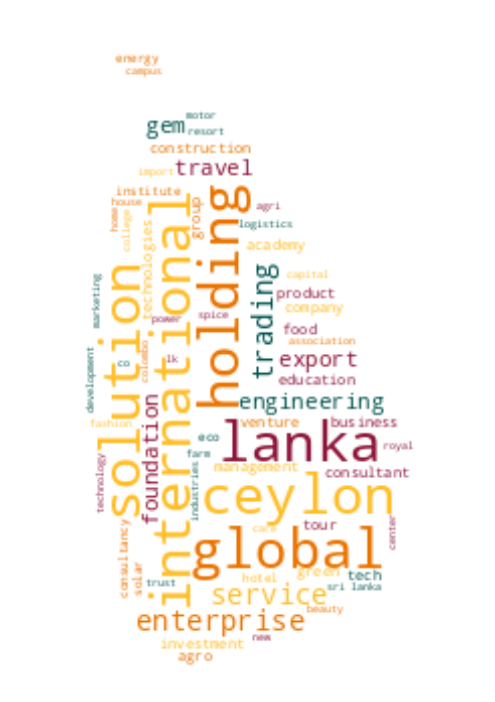 energy
campus
motor
gem
resort
construction
import
travel
institute
house
home
college
technologies
international
group
holding
agri
logistics
academy
marketing
solution
trading
capital
product
company
power
spice
food
association
development
co
colombo
lk
export
education
engineering
fashion
foundation
venture
business
eco
lanka
royal
farm
technology
industries
management
consultant
ceylon
consultancy
solar
care
tour
center
global
trust
hotel
green
tech
sri lanka
service
beauty
enterprise
new
investment
agro